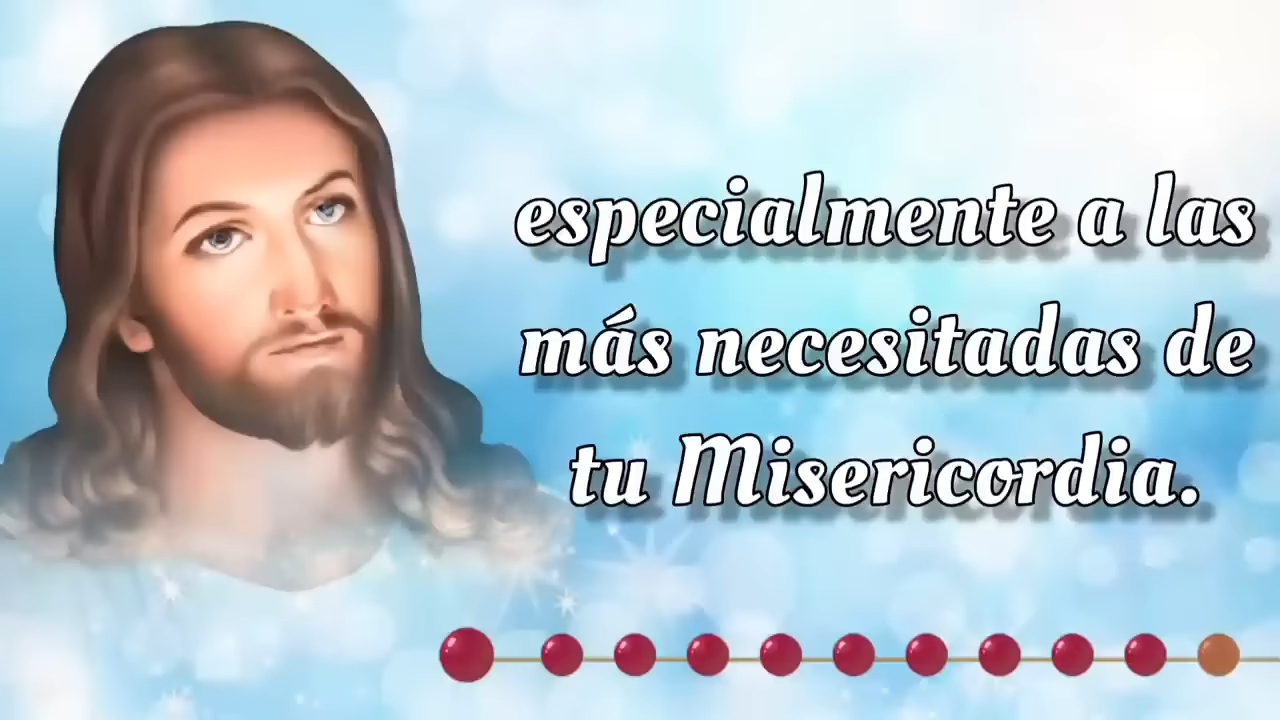 especialmente a las
más necesitadas de
tu Misericordia.